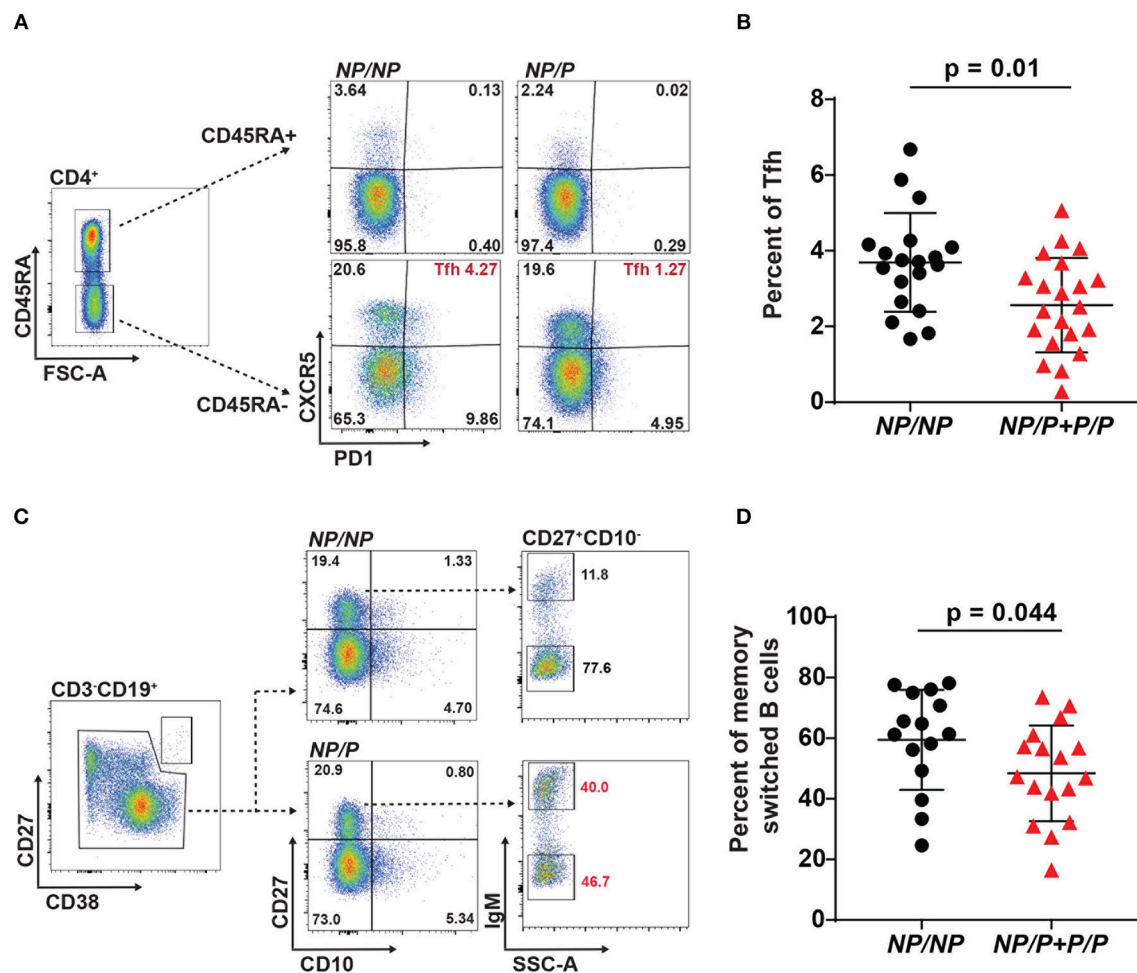 A
NP/NP
NP/P
3.64
0.13
2.24
0.02
CD45RA+
CD4⁺
95.8
0.40
97.4
0.29
20.6
Tfh 4.27
19.6
Tfh 1.27
CD45RA
FSC-A
CD45RA-
CXCR5
65.3
9.86
74.1
4.95
PD1
B
p = 0.01
8
6
4
2
0
Percent of Tfh
NP/NP
NP/P+P/P
C
NP/NP
CD27⁺CD10⁻
19.4
1.33
11.8
77.6
74.6
4.70
CD3⁻CD19⁺
NP/P
20.9
0.80
40.0
46.7
CD27
CD38
CD27
73.0
5.34
CD10
IgM
SSC-A
D
p = 0.044
100
80
60
40
20
0
Percent of memory
switched B cells
NP/NP
NP/P+P/P